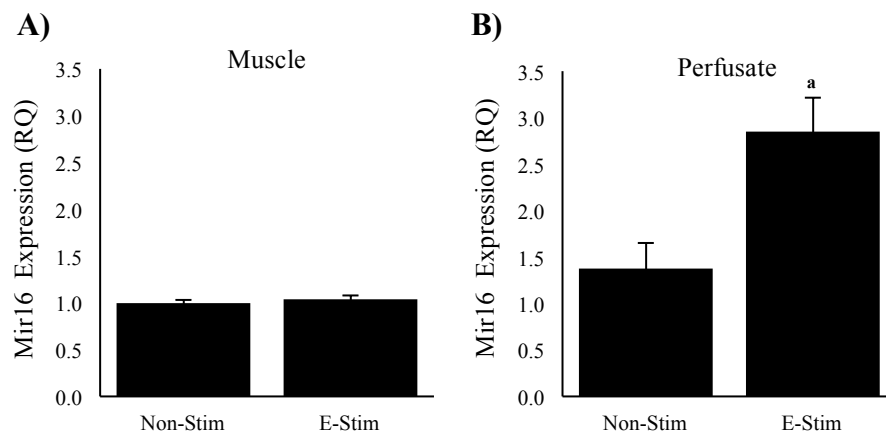 A)
Muscle
Mir16 Expression (RQ)
3.5
3.0
2.5
2.0
1.5
1.0
0.5
0.0
Non-Stim E-Stim
B)
Perfusate
a
Mir16 Expression (RQ)
3.5
3.0
2.5
2.0
1.5
1.0
0.5
0.0
Non-Stim E-Stim